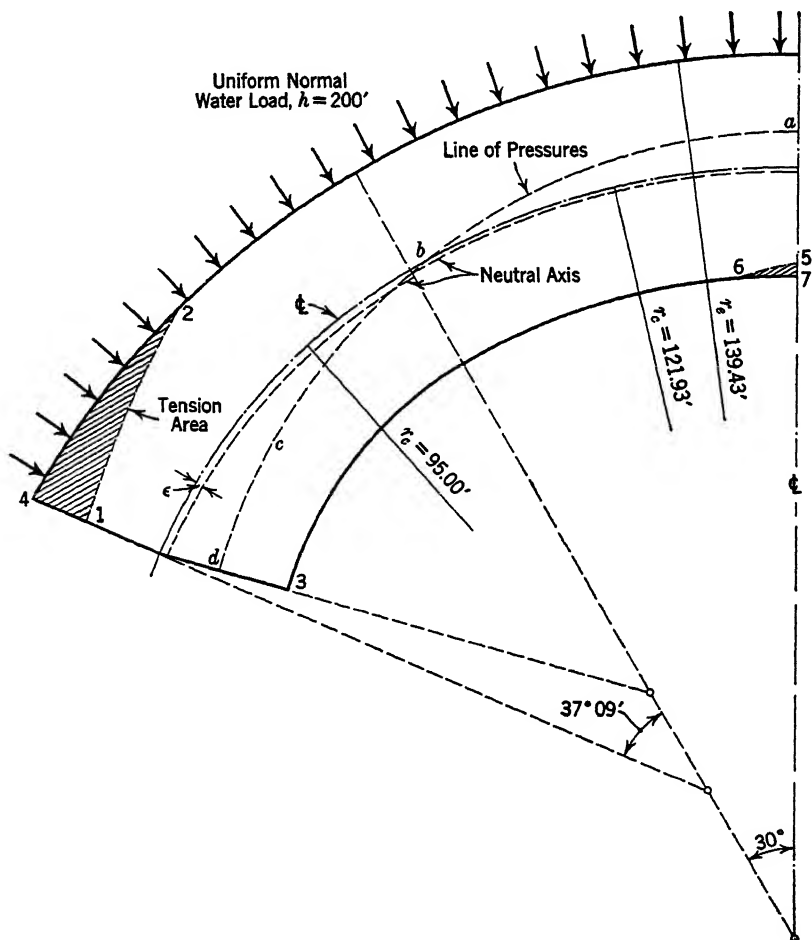 Uniform Normal
Water Load, h = 200′
a
Line of Pressures
b
Neutral Axis
5
6
7
℄
2
r_c = 121.93′
r_e = 139.43′
Tension
Area
c
r_c = 95.00′
℄
ϵ
4
1
d
3
37° 09′
30°